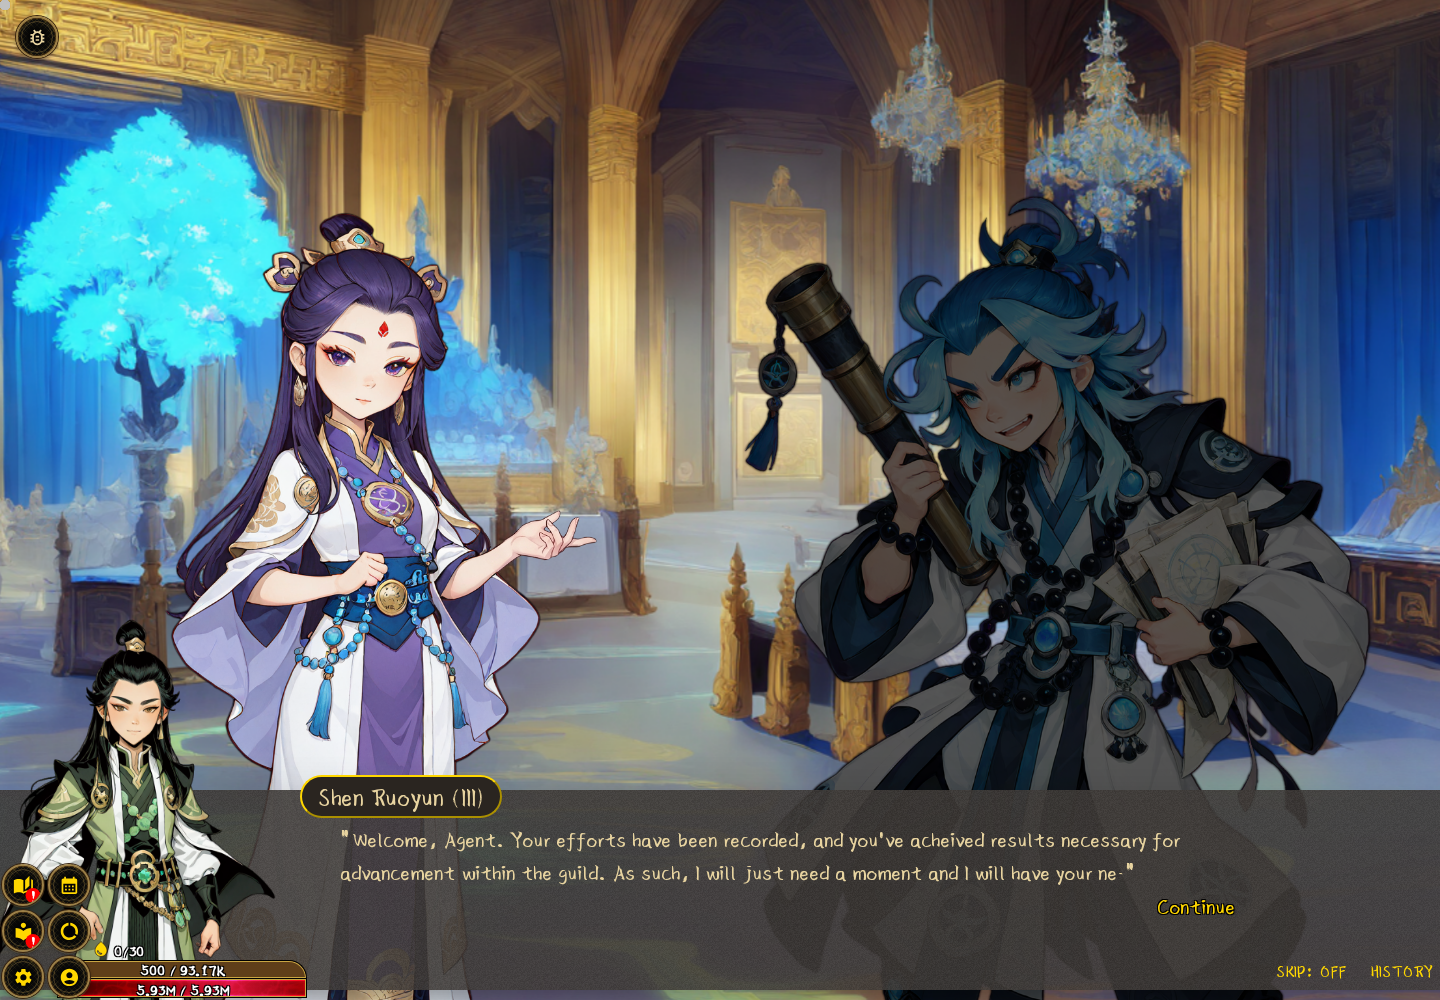 Shen Ruoyun (III)
"Welcome, Agent. Your efforts have been recorded, and you've acheived results necessary for
advancement within the guild. As such, I will just need a moment and I will have your ne-"
Continue
0/30
500 / 93.17K
5.93M / 5.93M
SKIP: OFF HISTORY